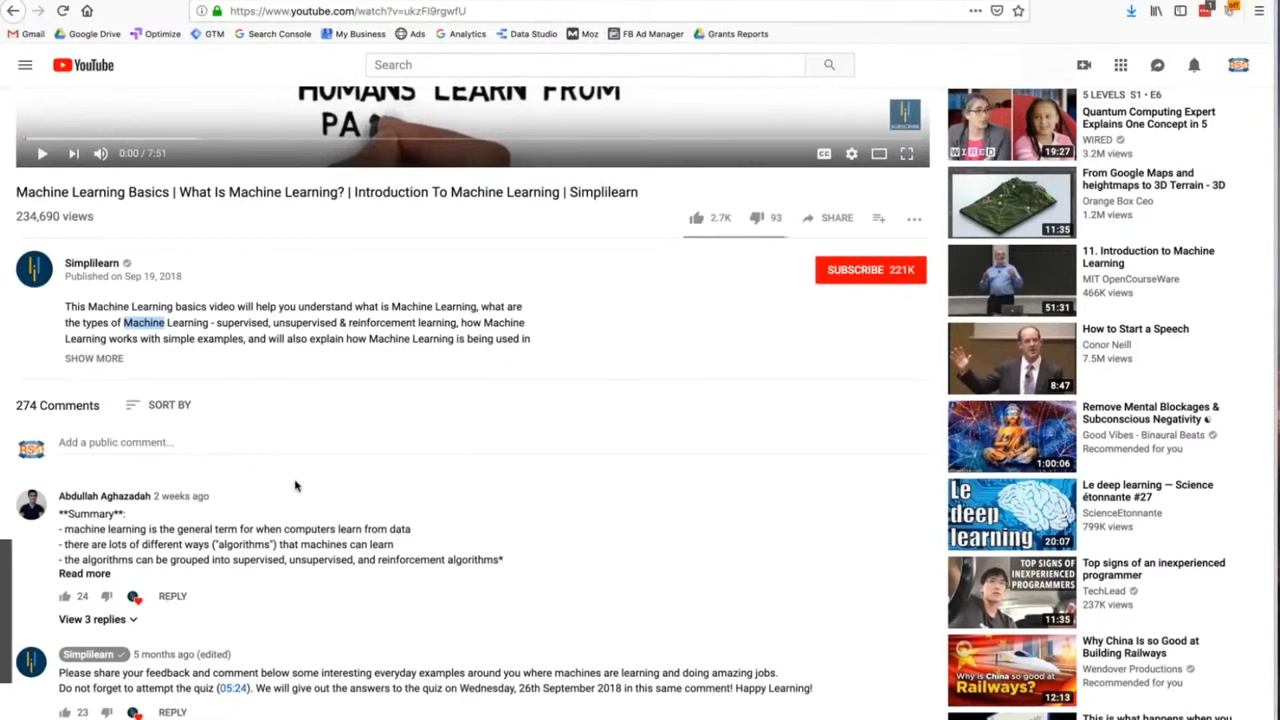 https://www.youtube.com/watch?v=ukzFI9rgwfU
1
off
Gmail Google Drive Optimize GTM Search Console My Business Ads Analytics Data Studio Moz FB Ad Manager Grants Reports
YouTube
Search
HUMANS LEARN FROM
PA
SUBSCRIBE
0:00 / 7:51
CC
Machine Learning Basics | What Is Machine Learning? | Introduction To Machine Learning | Simplilearn
234,690 views
2.7K 93 SHARE
Simplilearn
Published on Sep 19, 2018
SUBSCRIBE 221K
This Machine Learning basics video will help you understand what is Machine Learning, what are
the types of Machine Learning - supervised, unsupervised & reinforcement learning, how Machine
Learning works with simple examples, and will also explain how Machine Learning is being used in
SHOW MORE
274 Comments SORT BY
Add a public comment...
Abdullah Aghazadah 2 weeks ago
**Summary**:
- machine learning is the general term for when computers learn from data
- there are lots of different ways ("algorithms") that machines can learn
- the algorithms can be grouped into supervised, unsupervised, and reinforcement algorithms*
Read more
24 REPLY
View 3 replies
Simplilearn 5 months ago (edited)
Please share your feedback and comment below some interesting everyday examples around you where machines are learning and doing amazing jobs.
Do not forget to attempt the quiz (05:24). We will give out the answers to the quiz on Wednesday, 26th September 2018 in this same comment! Happy Learning!
23 REPLY
5 LEVELS S1 • E6
Quantum Computing Expert
Explains One Concept in 5
WIRED
3.2M views
WIRED
19:27
From Google Maps and
heightmaps to 3D Terrain - 3D
Orange Box Ceo
1.2M views
11:35
11. Introduction to Machine
Learning
MIT OpenCourseWare
466K views
51:31
How to Start a Speech
Conor Neill
7.5M views
8:47
Remove Mental Blockages &
Subconscious Negativity
Good Vibes - Binaural Beats
Recommended for you
1:00:06
Le deep learning — Science
étonnante #27
ScienceEtonnante
799K views
Le
deep
learning
20:07
Top signs of an inexperienced
programmer
TechLead
237K views
TOP SIGNS OF
INEXPERIENCED
PROGRAMMERS
11:35
Why China Is so Good at
Building Railways
Wendover Productions
Recommended for you
Why is China so good at
Railways?
12:13
This is what happens when you